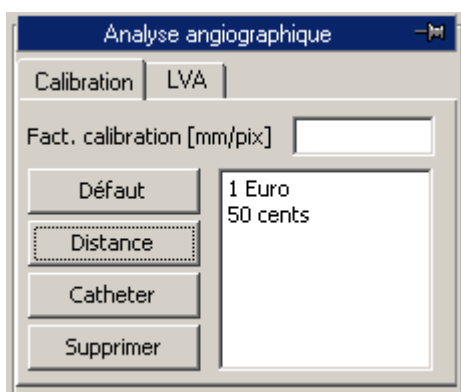 Analyse angiographique
Calibration LVA
Fact. calibration [mm/pix]
Défaut
Distance
Catheter
Supprimer
1 Euro
50 cents